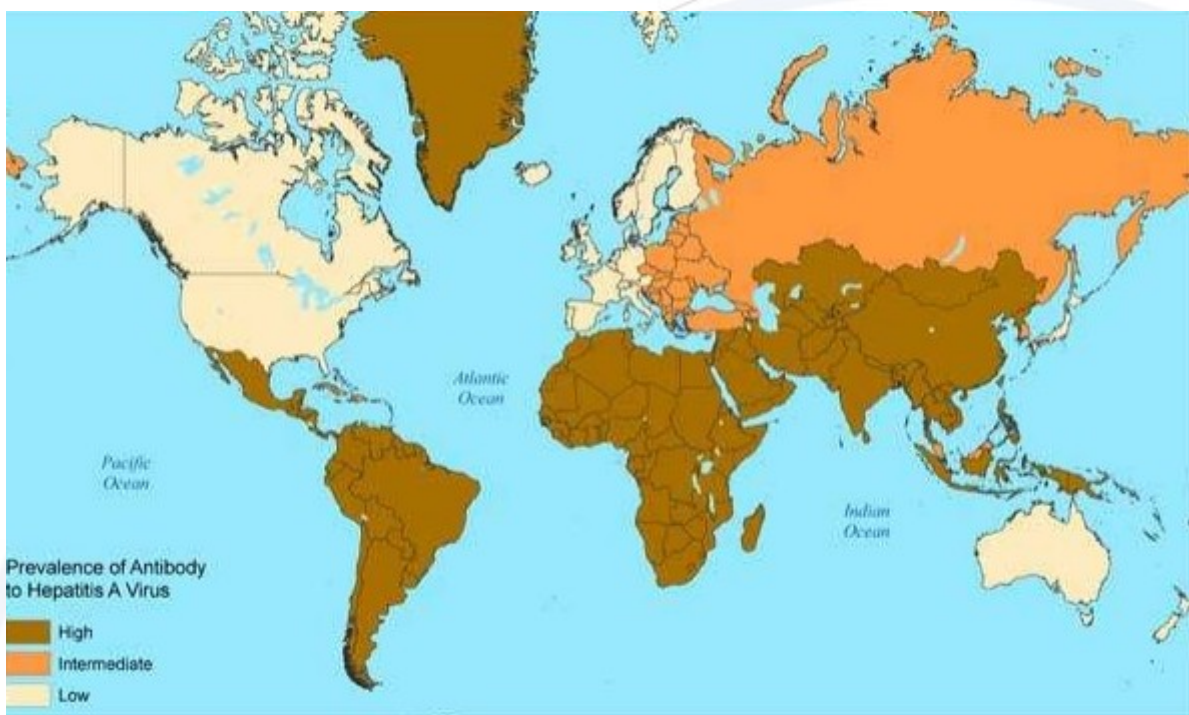 Atlantic
Ocean
Pacific
Ocean
Indian
Ocean
Prevalence of Antibody
to Hepatitis A Virus
High
Intermediate
Low